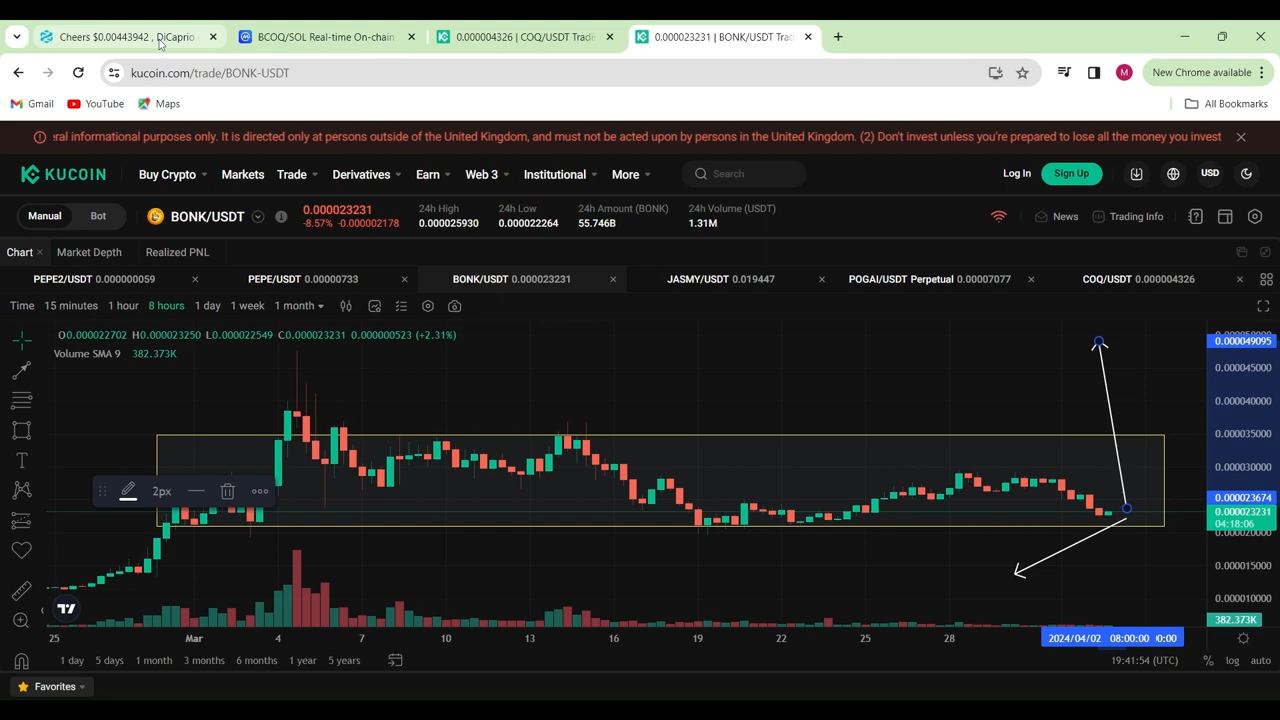 Cheers $0.00443942 , DiCaprio
BCOQ/SOL Real-time On-chain
0.000004326 | COQ/USDT Tradi
0.000023231 | BONK/USDT Tra
kucoin.com/trade/BONK-USDT
M
New Chrome available
Gmail YouTube Maps
All Bookmarks
ral informational purposes only. It is directed only at persons outside of the United Kingdom, and must not be acted upon by persons in the United Kingdom. (2) Don't invest unless you're prepared to lose all the money you invest
KUCOIN Buy Crypto Markets Trade Derivatives Earn Web 3 Institutional More Search Log In Sign Up USD
Manual Bot BONK/USDT
0.000023231
-8.57% -0.000002178
24h High
0.000025930
24h Low
0.000022264
24h Amount (BONK)
55.746B
24h Volume (USDT)
1.31M
News Trading Info
Chart Market Depth Realized PNL
PEPE2/USDT 0.000000059 PEPE/USDT 0.00000733 BONK/USDT 0.000023231 JASMY/USDT 0.019447 POGAI/USDT Perpetual 0.00007077 COQ/USDT 0.000004326
Time 15 minutes 1 hour 8 hours 1 day 1 week 1 month
O0.000022702 H0.000023250 L0.000022549 C0.000023231 0.000000523 (+2.31%)
Volume SMA 9 382.373K
2px
0.000049095
0.000045000
0.000040000
0.000035000
0.000030000
0.000023674
0.000023231
04:18:06
0.000020000
0.000015000
0.000010000
382.373K
25 Mar 4 7 10 13 16 19 22 25 28
2024/04/02 08:00:00
1 day 5 days 1 month 3 months 6 months 1 year 5 years
19:41:54 (UTC) % log auto
Favorites